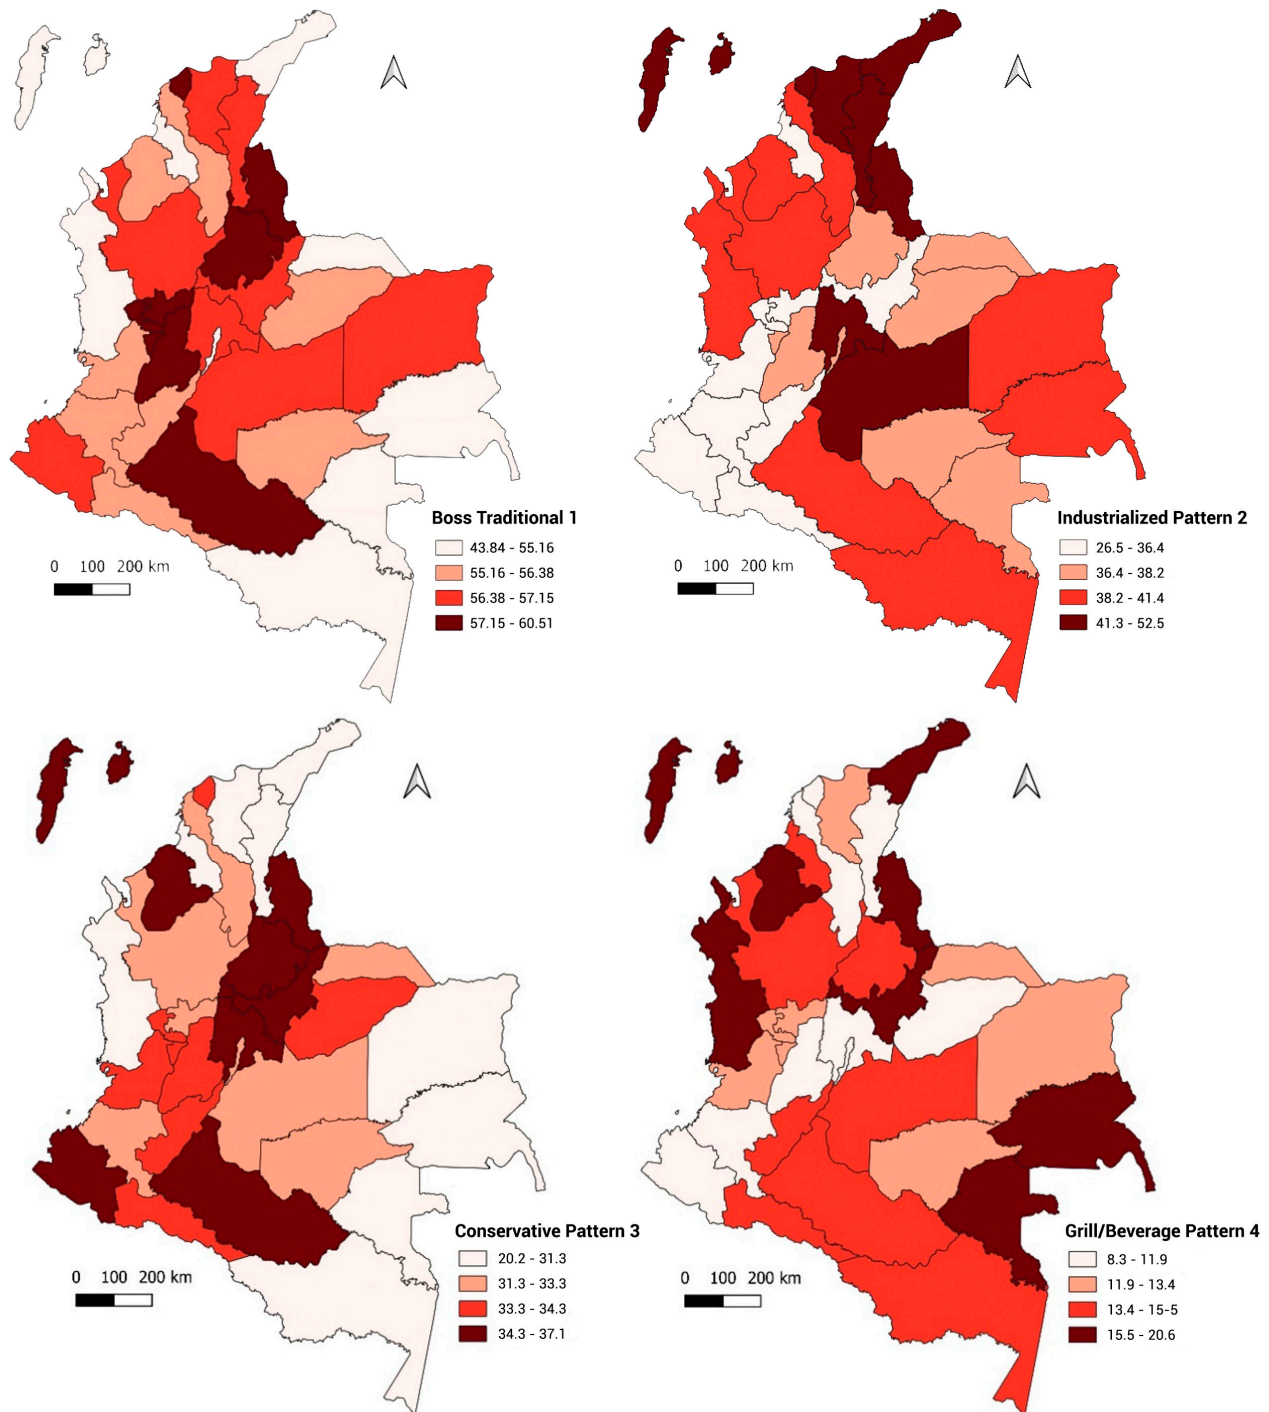 Boss Traditional 1
43.84 - 55.16
55.16 - 56.38
56.38 - 57.15
57.15 - 60.51
0 100 200 km
Industrialized Pattern 2
26.5 - 36.4
36.4 - 38.2
38.2 - 41.4
41.3 - 52.5
0 100 200 km
Conservative Pattern 3
20.2 - 31.3
31.3 - 33.3
33.3 - 34.3
34.3 - 37.1
0 100 200 km
Grill/Beverage Pattern 4
8.3 - 11.9
11.9 - 13.4
13.4 - 15-5
15.5 - 20.6
0 100 200 km